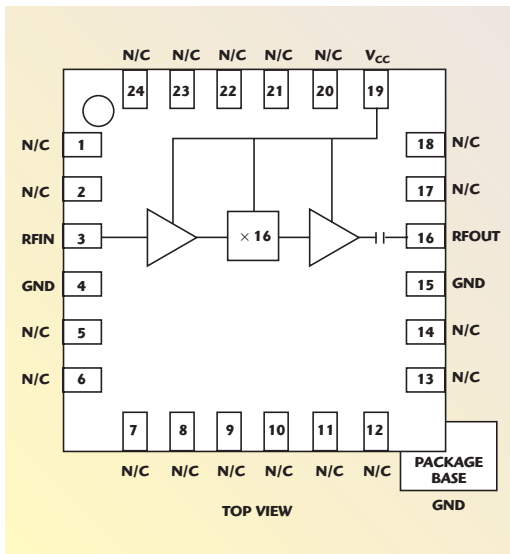 N/C N/C N/C N/C N/C VCC
24 23 22 21 20 19
N/C 1 18 N/C
N/C 2 17 N/C
RFIN 3 × 16 16 RFOUT
GND 4 15 GND
N/C 5 14 N/C
N/C 6 13 N/C
7 8 9 10 11 12
N/C N/C N/C N/C N/C N/C
PACKAGE
BASE
GND
TOP VIEW